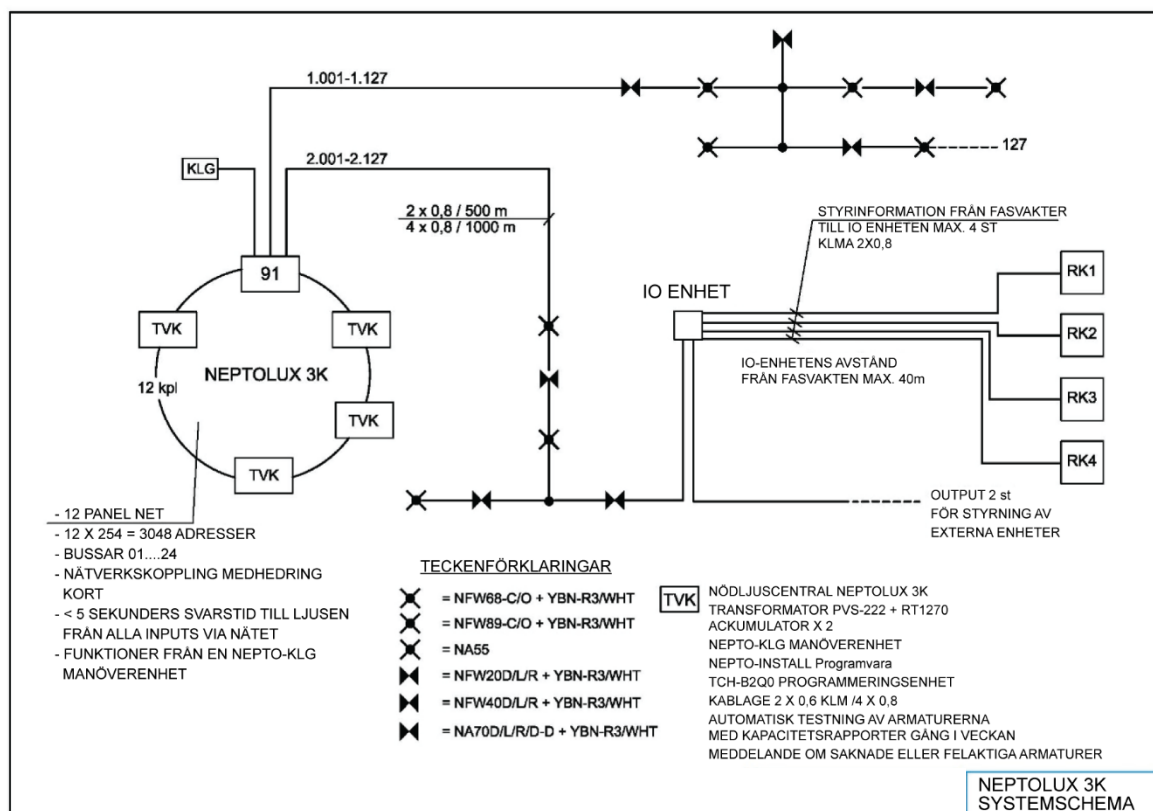 1.001-1.127
127
KLG
2.001-2.127
2 x 0,8 / 500 m
4 x 0,8 / 1000 m
STYRINFORMATION FRÅN FASVAKTER
TILL IO ENHETEN MAX. 4 ST
KLMA 2X0,8
91
IO ENHET
RK1
RK2
RK3
RK4
TVK
TVK
NEPTOLUX 3K
12 kpl
TVK
TVK
IO-ENHETENS AVSTÅND
FRÅN FASVAKTEN MAX. 40m
OUTPUT 2 st
FÖR STYRNING AV
EXTERNA ENHETER
- 12 PANEL NET
- 12 X 254 = 3048 ADRESSER
- BUSSAR 01....24
- NÄTVERKSKOPPLING MEDHEDRING
KORT
- < 5 SEKUNDERS SVARSTID TILL LJUSEN
FRÅN ALLA INPUTS VIA NÄTET
- FUNKTIONER FRÅN EN NEPTO-KLG
MANÖVERENHET
TECKENFÖRKLARINGAR
= NFW68-C/O + YBN-R3/WHT
= NFW89-C/O + YBN-R3/WHT
= NA55
= NFW20D/L/R + YBN-R3/WHT
= NFW40D/L/R + YBN-R3/WHT
= NA70D/L/R/D-D + YBN-R3/WHT
TVK
NÖDLJUSCENTRAL NEPTOLUX 3K
TRANSFORMATOR PVS-222 + RT1270
ACKUMULATOR X 2
NEPTO-KLG MANÖVERENHET
NEPTO-INSTALL Programvara
TCH-B2Q0 PROGRAMMERINGSENHET
KABLAGE 2 X 0,6 KLM /4 X 0,8
AUTOMATISK TESTNING AV ARMATURERNA
MED KAPACITETSRAPPORTER GÅNG I VECKAN
MEDDELANDE OM SAKNADE ELLER FELAKTIGA ARMATURER
NEPTOLUX 3K
SYSTEMSCHEMA